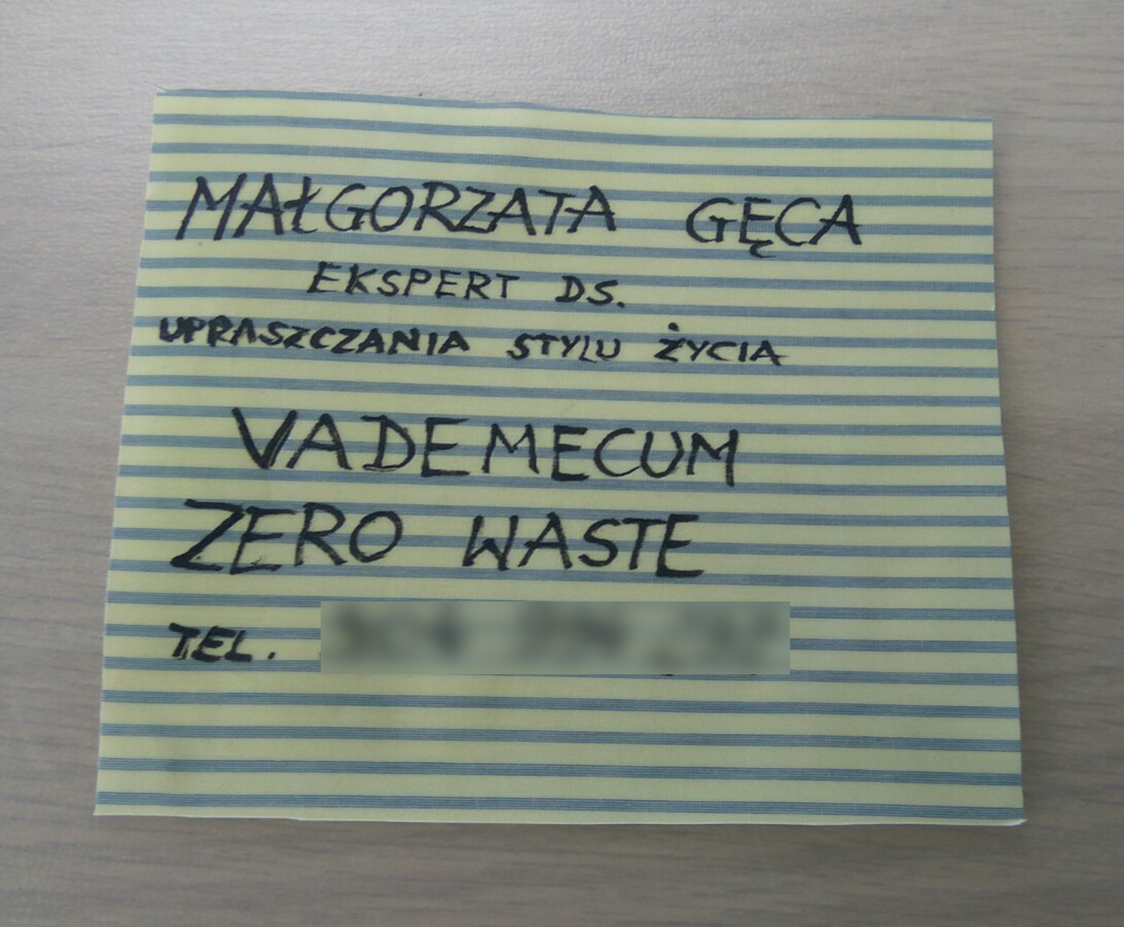 MAŁGORZATA GĘCA
EKSPERT DS.
UPRASZCZANIA STYLU ŻYCIA
VADEMECUM
ZERO WASTE
TEL.